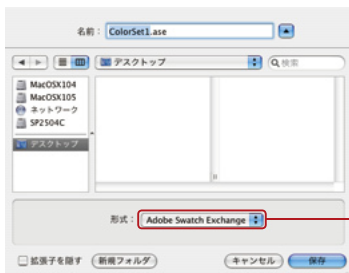 名前： ColorSet1.ase
デスクトップ
検索
MacOSX104
MacOSX105
ネットワーク
SP2504C
デスクトップ
形式： Adobe Swatch Exchange
拡張子を隠す 新規フォルダ キャンセル 保存